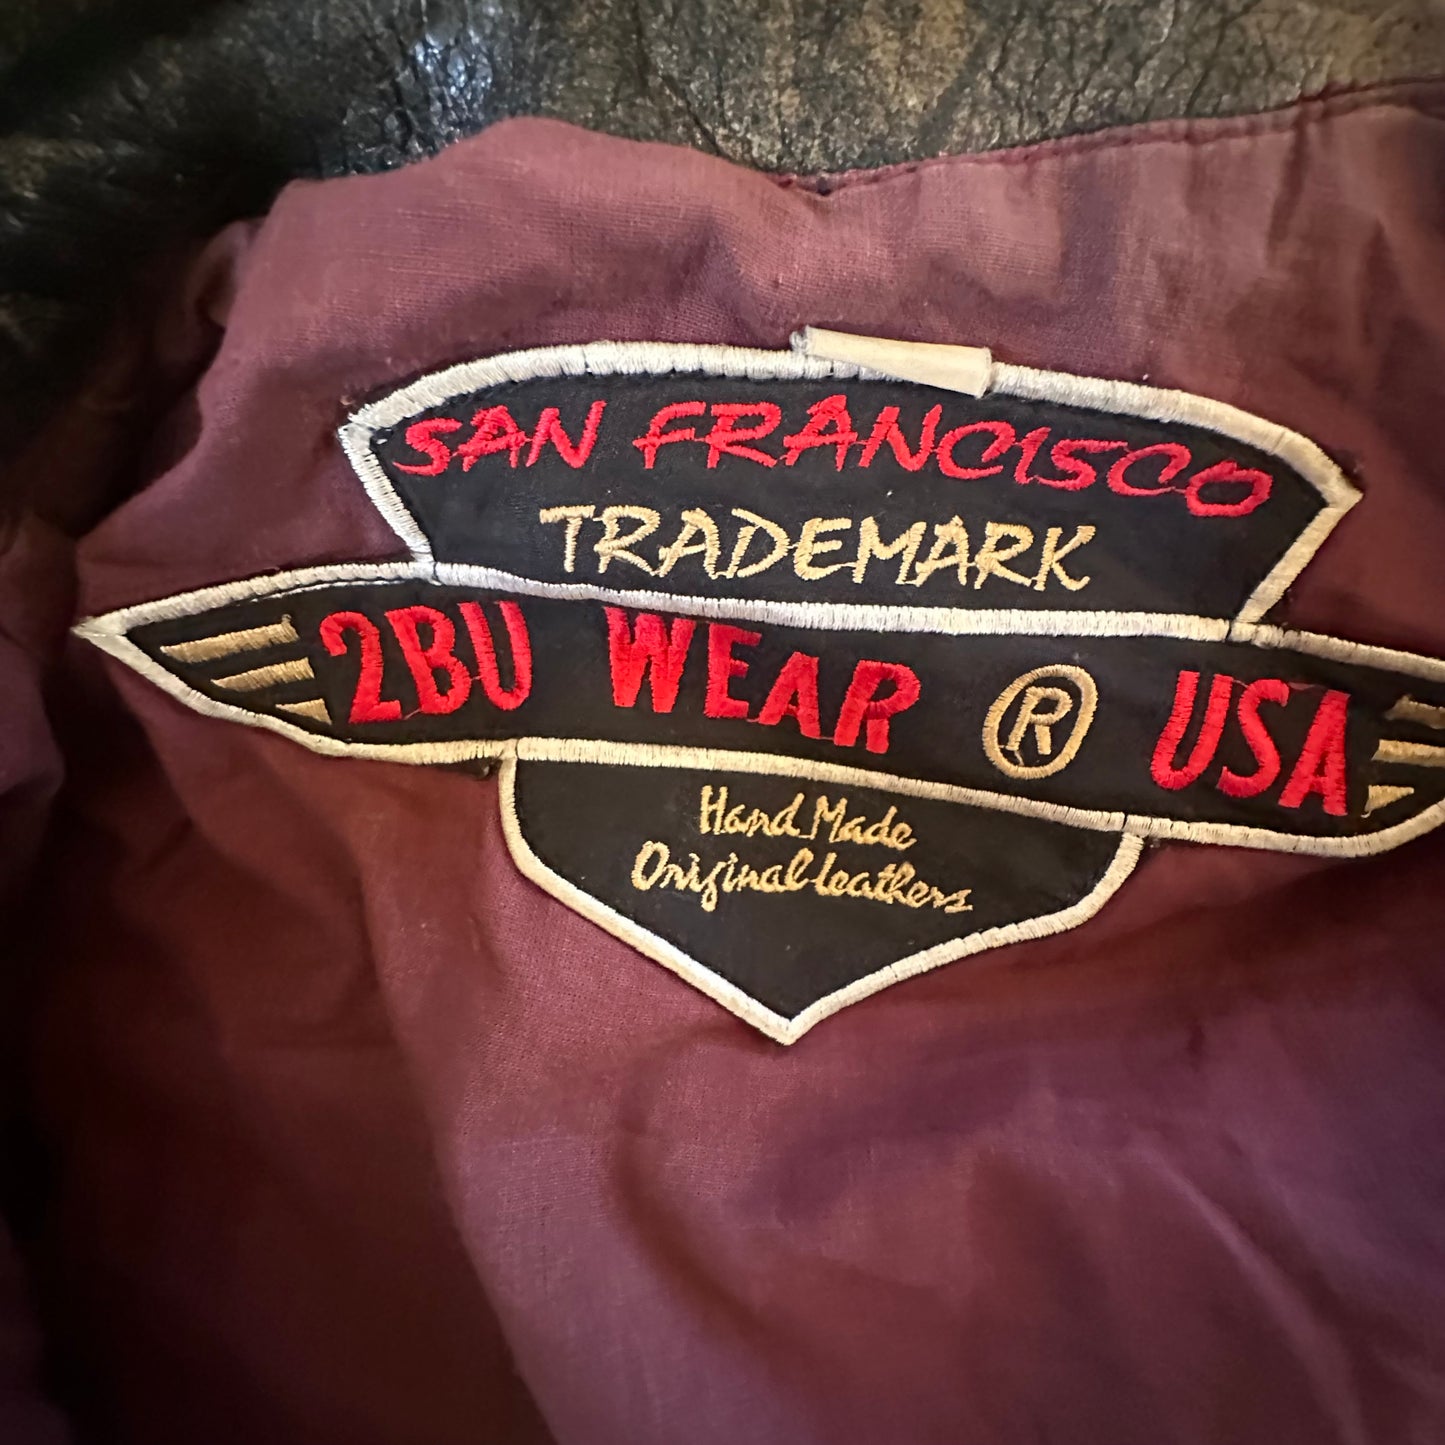 SAN FRANCISCO
TRADEMARK
2BU WEAR ® USA
Hand Made
Original leathers